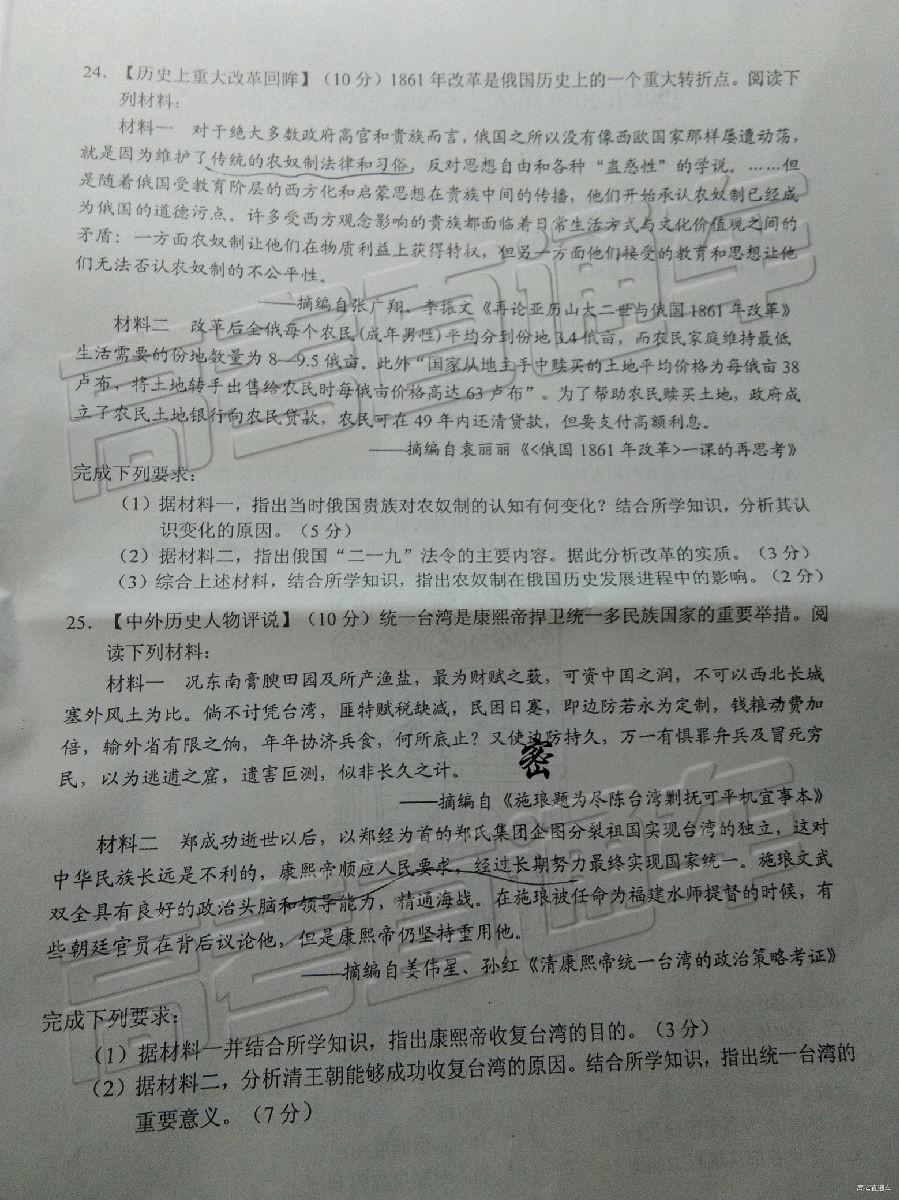 24. 【历史上重大改革回眸】(10 分) 1861 年改革是俄国历史上的一个重大转折点。阅读下
列材料：
材料一　对于绝大多数政府高官和贵族而言，俄国之所以没有像西欧国家那样屡遭动荡，
就是因为维护了传统的农奴制法律和习俗，反对思想自由和各种“蛊惑性”的学说。……但
是随着俄国受教育阶层的西方化和启蒙思想在贵族中间的传播，他们开始承认农奴制已经成
为俄国的道德污点。许多受西方观念影响的贵族都面临着日常生活方式与文化价值观之间的
矛盾：一方面农奴制让他们在物质利益上获得特权，但另一方面他们接受的教育和思想让他
们无法否认农奴制的不公平性。
——摘编自张广翔、李振文《再论亚历山大二世与俄国 1861 年改革》
材料二　改革后全俄每个农民(成年男性)平均分到份地 3.4 俄亩，而农民家庭维持最低
生活需要的份地数量为 8—9.5 俄亩。此外“国家从地主手中赎买的土地平均价格为每俄亩 38
卢布，将土地转手出售给农民时每俄亩价格高达 63 卢布”。为了帮助农民赎买土地，政府成
立了农民土地银行向农民贷款，农民可在 49 年内还清贷款，但要支付高额利息。
——摘编自袁丽丽《<俄国 1861 年改革>一课的再思考》
完成下列要求：
(1) 据材料一，指出当时俄国贵族对农奴制的认知有何变化？结合所学知识，分析其认
识变化的原因。(5 分)
(2) 据材料二，指出俄国“二一九”法令的主要内容。据此分析改革的实质。(3 分)
(3) 综合上述材料，结合所学知识，指出农奴制在俄国历史发展进程中的影响。(2 分)
25. 【中外历史人物评说】(10 分) 统一台湾是康熙帝捍卫统一多民族国家的重要举措。阅
读下列材料：
材料一　况东南膏腴田园及所产渔盐，最为财赋之薮，可资中国之润，不可以西北长城
塞外风土为比。倘不讨凭台湾，匪特赋税缺减，民困日蹇，即边防若永为定制，钱粮动费加
倍，输外省有限之饷，年年协济兵食，何所底止？又使边防持久，万一有惧罪弁兵及冒死穷
民，以为逃逋之窟，遗害叵测，似非长久之计。
密
——摘编自《施琅题为尽陈台湾剿抚可平机宜事本》
材料二　郑成功逝世以后，以郑经为首的郑氏集团企图分裂祖国实现台湾的独立，这对
中华民族长远是不利的，康熙帝顺应人民要求，经过长期努力最终实现国家统一。施琅文武
双全具有良好的政治头脑和领导能力，精通海战。在施琅被任命为福建水师提督的时候，有
些朝廷官员在背后议论他，但是康熙帝仍坚持重用他。
——摘编自姜伟星、孙红《清康熙帝统一台湾的政治策略考证》
完成下列要求：
(1) 据材料一并结合所学知识，指出康熙帝收复台湾的目的。(3 分)
(2) 据材料二，分析清王朝能够成功收复台湾的原因。结合所学知识，指出统一台湾的
重要意义。(7 分)
高考直通车
高考直通车
高考直通车